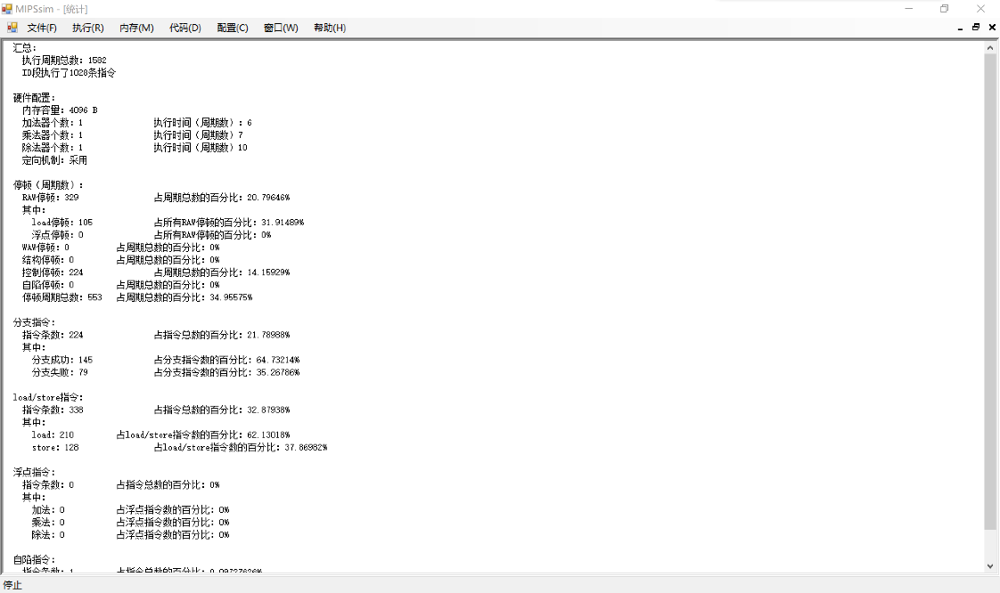 MIPSsim - [统计]
文件(F) 执行(R) 内存(M) 代码(D) 配置(C) 窗口(W) 帮助(H)
汇总:
执行周期总数: 1582
ID段执行了1028条指令
硬件配置:
内存容量: 4096 B
加法器个数: 1 执行时间（周期数）: 6
乘法器个数: 1 执行时间（周期数）7
除法器个数: 1 执行时间（周期数）10
定向机制: 采用
停顿（周期数）:
RAW停顿: 329 占周期总数的百分比: 20.79646%
其中:
load停顿: 105 占所有RAW停顿的百分比: 31.91489%
浮点停顿: 0 占所有RAW停顿的百分比: 0%
WAW停顿: 0 占周期总数的百分比: 0%
结构停顿: 0 占周期总数的百分比: 0%
控制停顿: 224 占周期总数的百分比: 14.15929%
自陷停顿: 0 占周期总数的百分比: 0%
停顿周期总数: 553 占周期总数的百分比: 34.95575%
分支指令:
指令条数: 224 占指令总数的百分比: 21.78988%
其中:
分支成功: 145 占分支指令数的百分比: 64.73214%
分支失败: 79 占分支指令数的百分比: 35.26786%
load/store指令:
指令条数: 338 占指令总数的百分比: 32.87938%
其中:
load: 210 占load/store指令数的百分比: 62.13018%
store: 128 占load/store指令数的百分比: 37.86982%
浮点指令:
指令条数: 0 占指令总数的百分比: 0%
其中:
加法: 0 占浮点指令数的百分比: 0%
乘法: 0 占浮点指令数的百分比: 0%
除法: 0 占浮点指令数的百分比: 0%
自陷指令:
指令条数: 1 占指令总数的百分比: 0.09727626%
停止